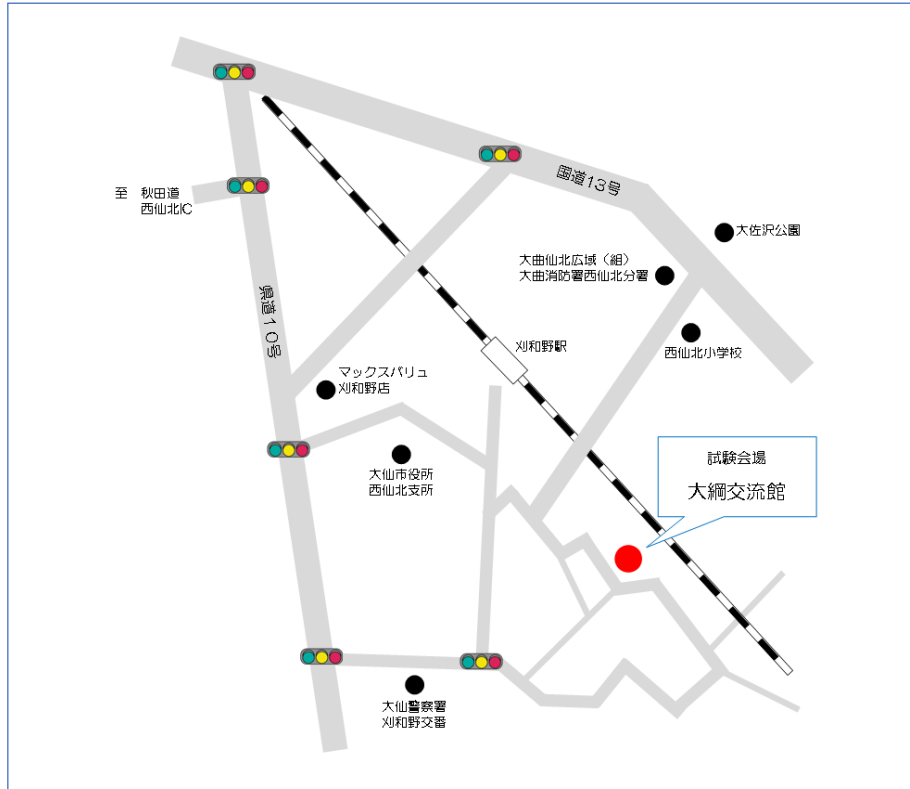 国道13号
至　秋田道
西仙北IC
大佐沢公園
大曲仙北広域（組）
大曲消防署西仙北分署
県道１０号
刈和野駅
西仙北小学校
マックスバリュ
刈和野店
試験会場
大綱交流館
大仙市役所
西仙北支所
大仙警察署
刈和野交番